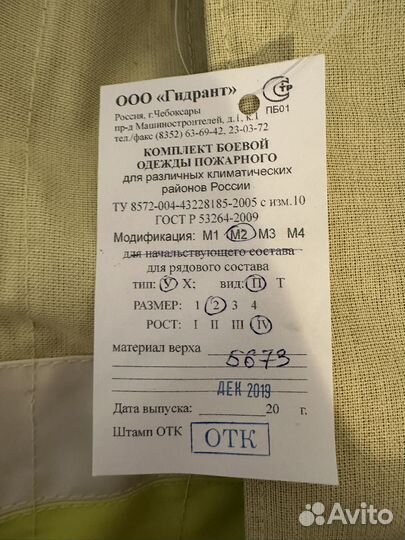 ООО «Гидрант»
СТР
ПБ01
Россия, г.Чебоксары
пр-д Машиностроителей, д.1, к.1
тел./факс (8352) 63-69-42, 23-03-72
КОМПЛЕКТ БОЕВОЙ
ОДЕЖДЫ ПОЖАРНОГО
для различных климатических
районов России
ТУ 8572-004-43228185-2005 с изм.10
ГОСТ Р 53264-2009
Модификация: М1 М2 М3 М4
для начальствующего состава
для рядового состава
тип: У Х; вид: П Т
РАЗМЕР: 1 2 3 4
РОСТ: I II III IV
материал верха 5673
ДЕК 2019
Дата выпуска: 20 г.
Штамп ОТК ОТК
Avito